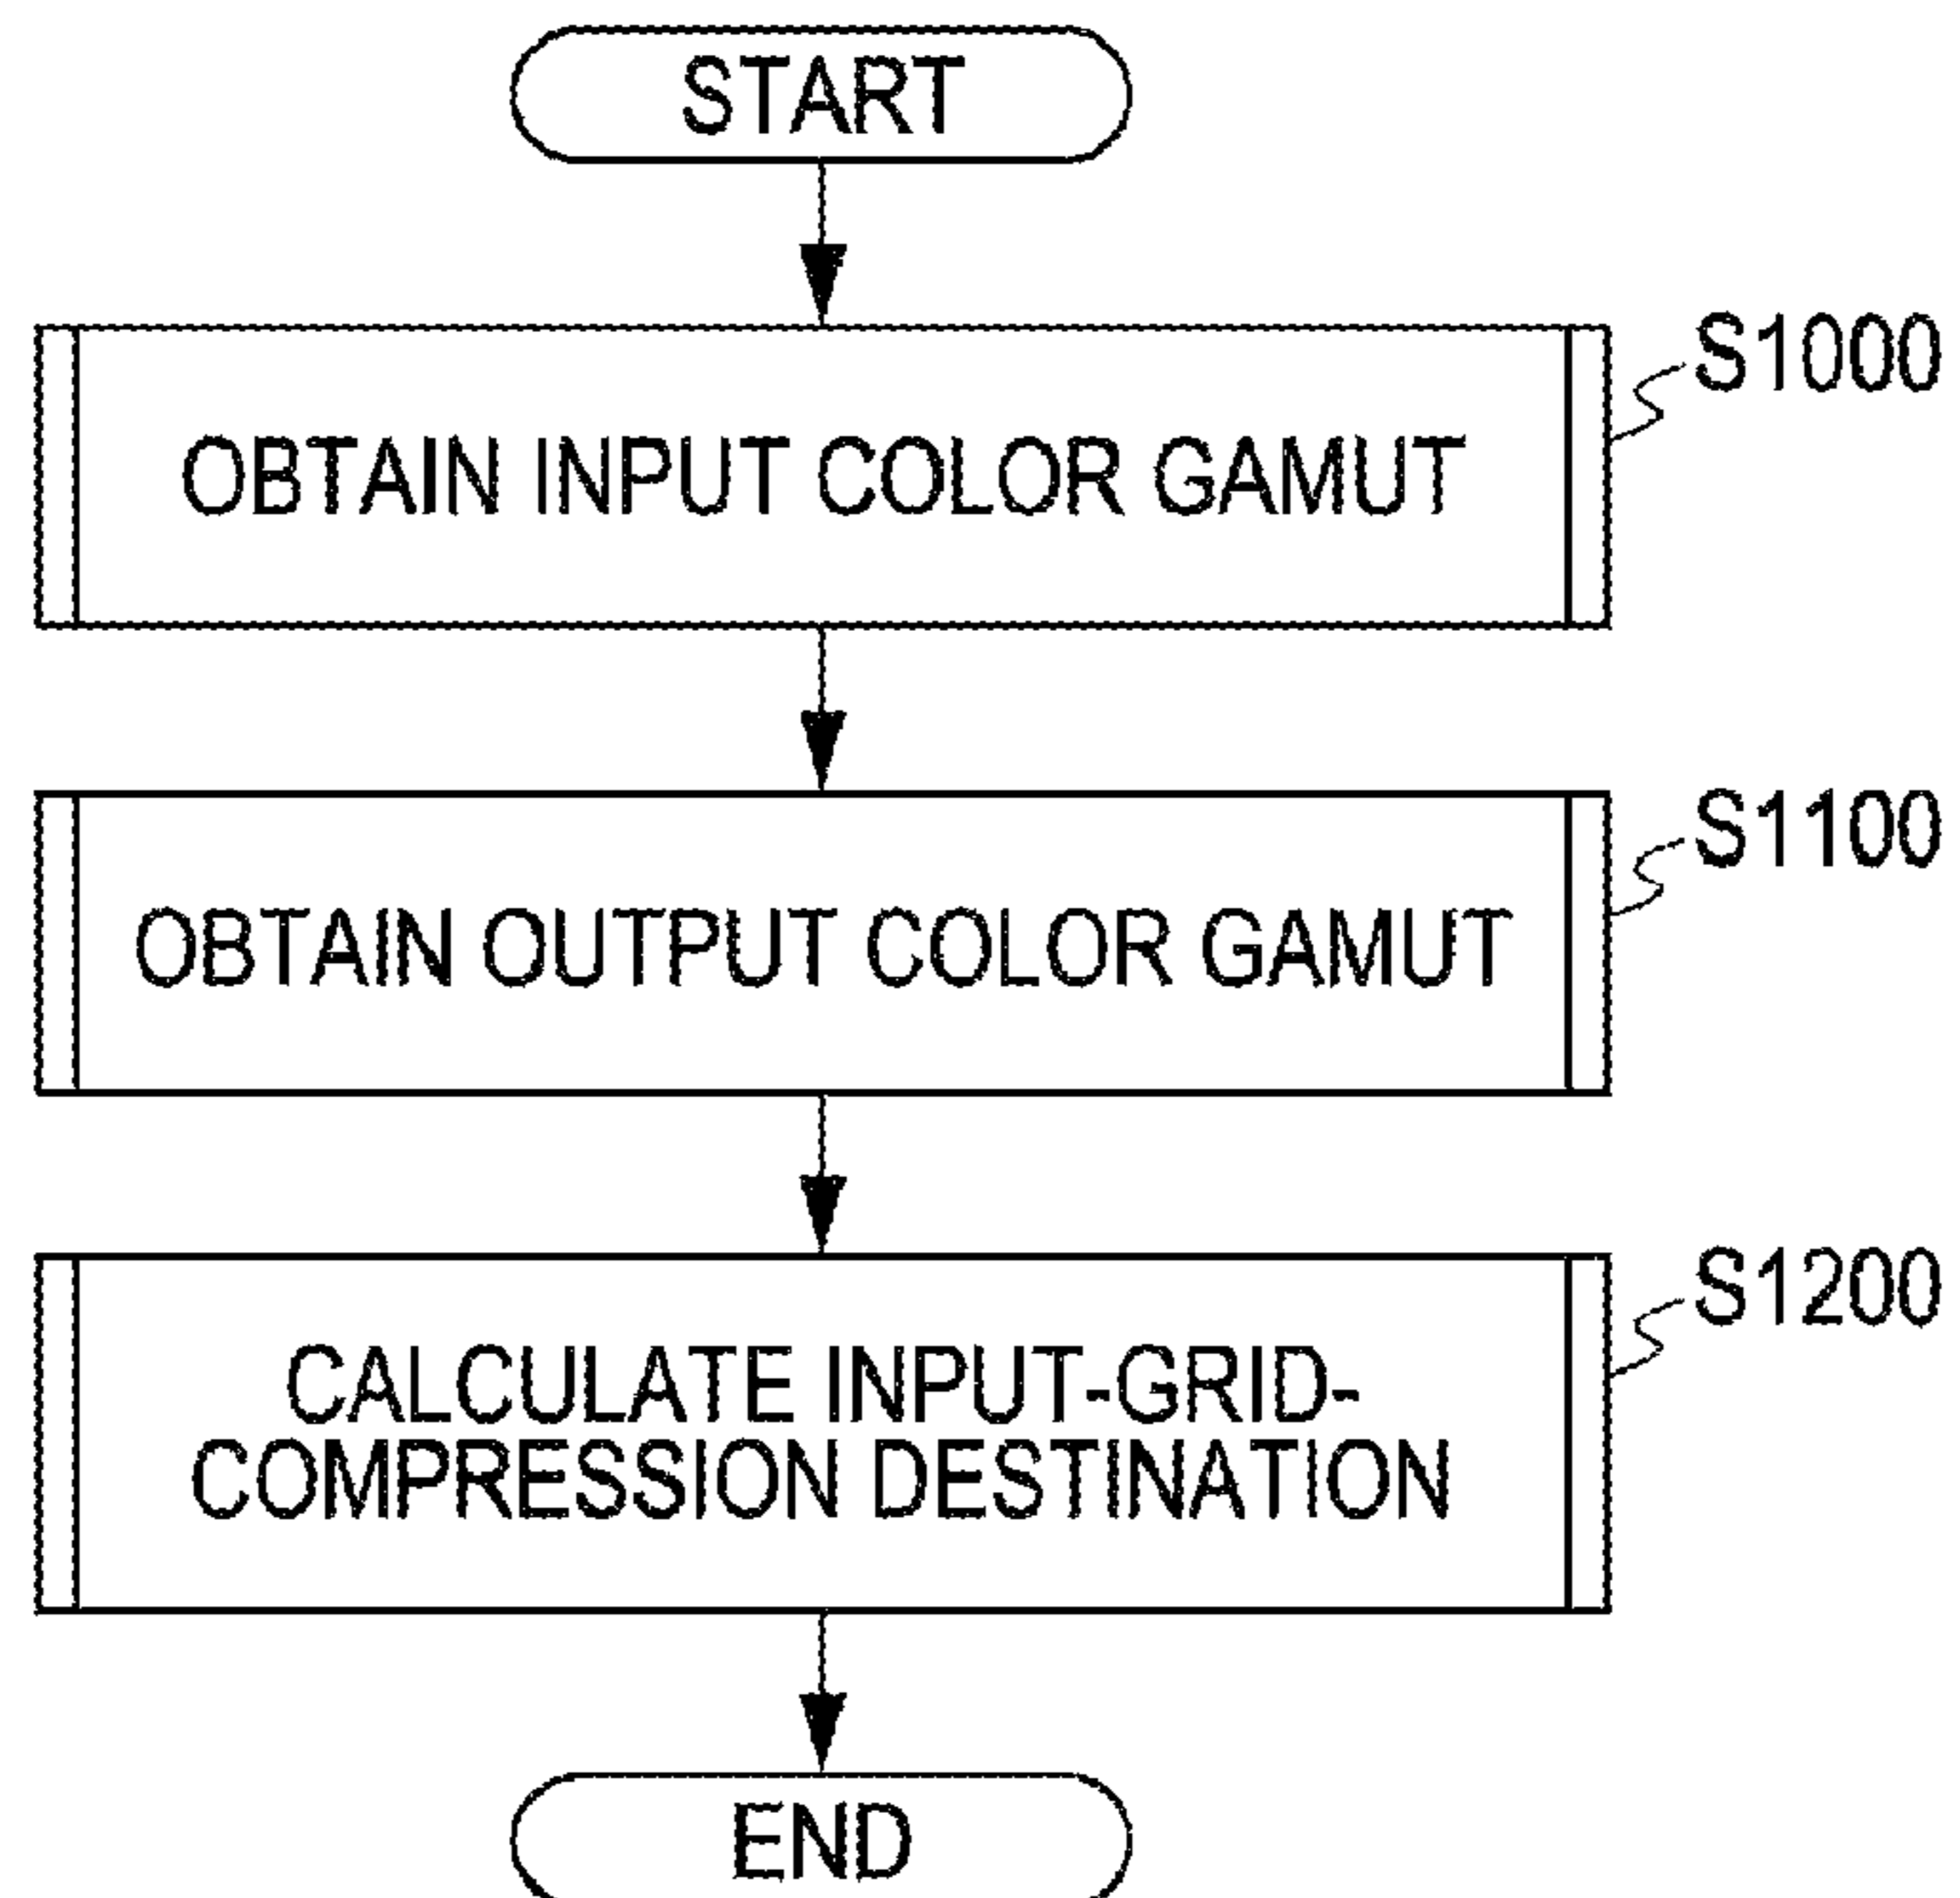 START
S1000
OBTAIN INPUT COLOR GAMUT
S1100
OBTAIN OUTPUT COLOR GAMUT
S1200
CALCULATE INPUT-GRID-
COMPRESSION DESTINATION
END